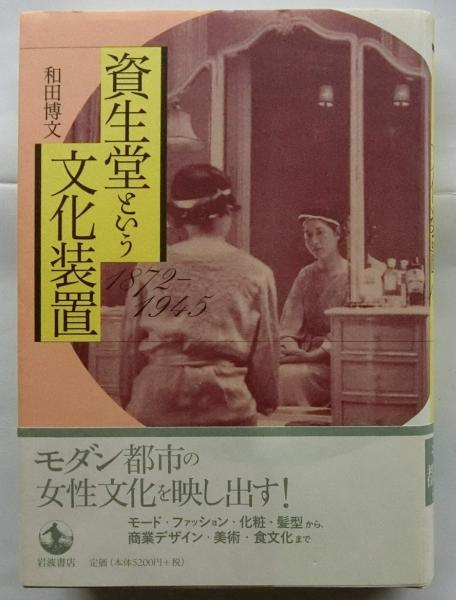 資生堂という
文化装置
1872–
1945
和田博文
モダン都市の
女性文化を映し出す!
モード・ファッション・化粧・髪型から、
商業デザイン・美術・食文化まで
岩波書店
定価(本体5200円+税)